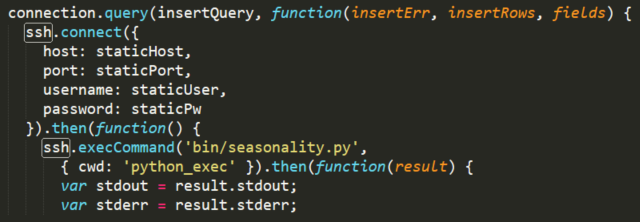 connection.query(insertQuery, function(insertErr, insertRows, fields) {
ssh.connect({
host: staticHost,
port: staticPort,
username: staticUser,
password: staticPw
}).then(function() {
ssh.execCommand('bin/seasonality.py',
{ cwd: 'python_exec' }).then(function(result) {
var stdout = result.stdout;
var stderr = result.stderr;